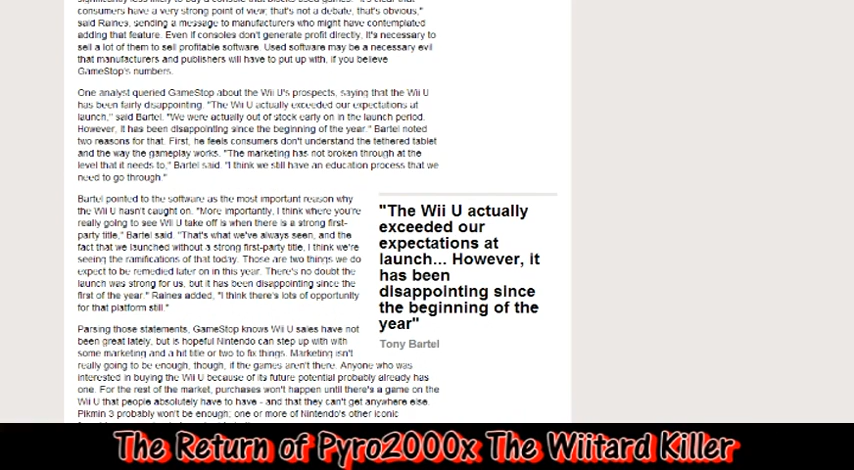 significantly less likely to buy a console that blocks used games. "It's clear that
consumers have a very strong point of view; that's not a debate, that's obvious,"
said Raines, sending a message to manufacturers who might have contemplated
adding that feature. Even if consoles don't generate profit directly, it's necessary to
sell a lot of them to sell profitable software. Used software may be a necessary evil
that manufacturers and publishers will have to put up with, if you believe
GameStop's numbers.
One analyst queried GameStop about the Wii U's prospects, saying that the Wii U
has been fairly disappointing. "The Wii U actually exceeded our expectations at
launch," said Bartel. "We were actually out of stock early on in the launch period.
However, it has been disappointing since the beginning of the year." Bartel noted
two reasons for that. First, he feels consumers don't understand the tethered tablet
and the way the gameplay works. "The marketing has not broken through at the
level that it needs to," Bartel said. "I think we still have an education process that we
need to go through."
Bartel pointed to the software as the most important reason why
the Wii U hasn't caught on. "More importantly, I think where you're
really going to see Wii U take off is when there is a strong first-
party title," Bartel said. "That's what we've always seen, and the
fact that we launched without a strong first-party title, I think we're
seeing the ramifications of that today. Those are two things we do
expect to be remedied later on in this year. There's no doubt the
launch was strong for us, but it has been disappointing since the
first of the year." Raines added, "I think there's lots of opportunity
for that platform still."
"The Wii U actually
exceeded our
expectations at
launch... However, it
has been
disappointing since
the beginning of the
year"
Tony Bartel
Parsing those statements, GameStop knows Wii U sales have not
been great lately, but is hopeful Nintendo can step up with with
some marketing and a hit title or two to fix things. Marketing isn't
really going to be enough, though, if the games aren't there. Anyone who was
interested in buying the Wii U because of its future potential probably already has
one. For the rest of the market, purchases won't happen until there's a game on the
Wii U that people absolutely have to have - and that they can't get anywhere else.
Pikmin 3 probably won't be enough; one or more of Nintendo's other iconic
The Return of Pyro2000x The Wiitard Killer